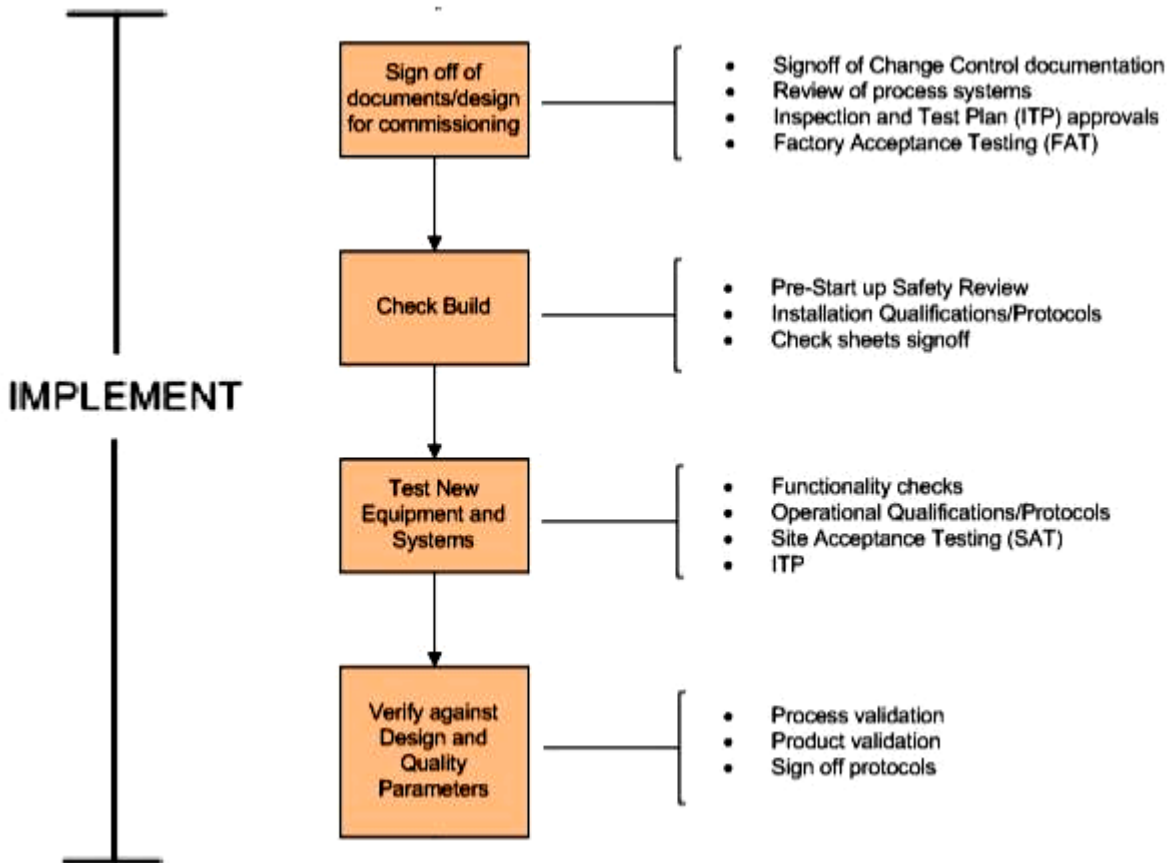 Sign off of
documents/design
for commissioning
• Signoff of Change Control documentation
• Review of process systems
• Inspection and Test Plan (ITP) approvals
• Factory Acceptance Testing (FAT)
Check Build
• Pre-Start up Safety Review
• Installation Qualifications/Protocols
• Check sheets signoff
IMPLEMENT
Test New
Equipment and
Systems
• Functionality checks
• Operational Qualifications/Protocols
• Site Acceptance Testing (SAT)
• ITP
Verify against
Design and
Quality
Parameters
• Process validation
• Product validation
• Sign off protocols